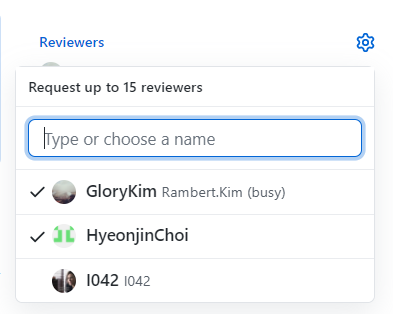 Reviewers
Request up to 15 reviewers
Type or choose a name
GloryKim Rambert.Kim (busy)
HyeonjinChoi
I042 I042